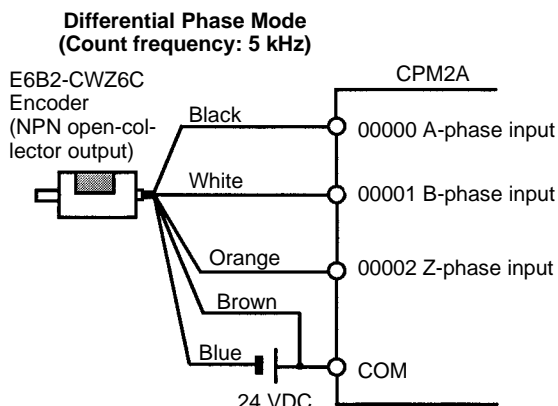 Differential Phase Mode
(Count frequency: 5 kHz)
E6B2-CWZ6C
Encoder
(NPN open-col-
lector output)
CPM2A
Black
00000 A-phase input
White
00001 B-phase input
Orange
00002 Z-phase input
Brown
Blue
COM
24 VDC